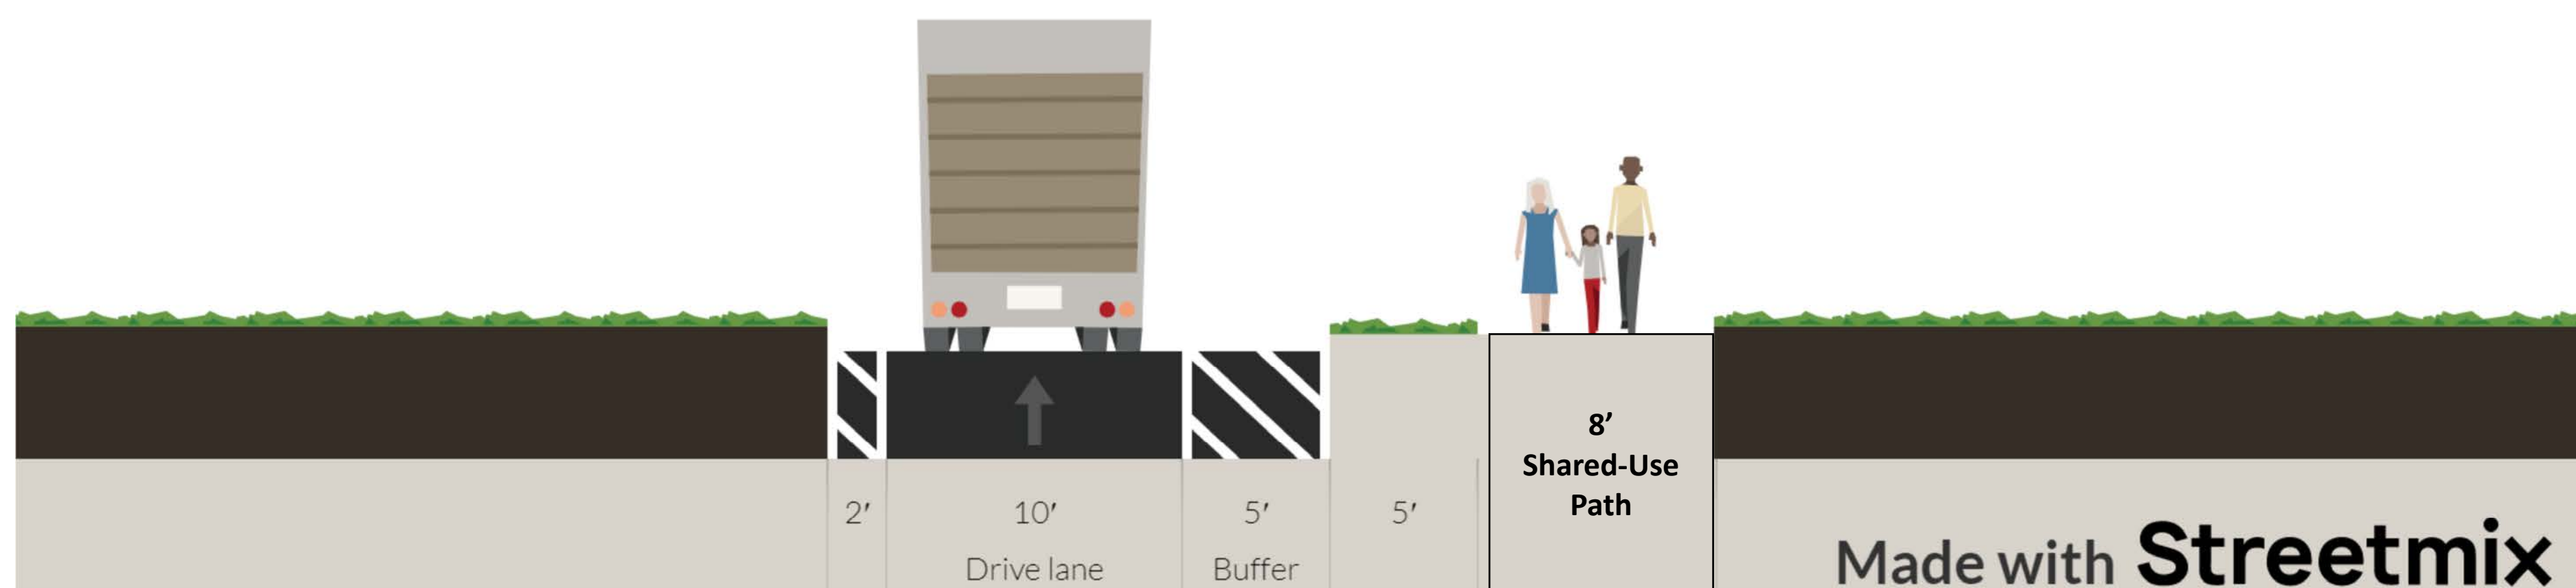 8’
Shared-Use
Path
2′
10′
5′
5′
Drive lane
Buffer
Made with Streetmix